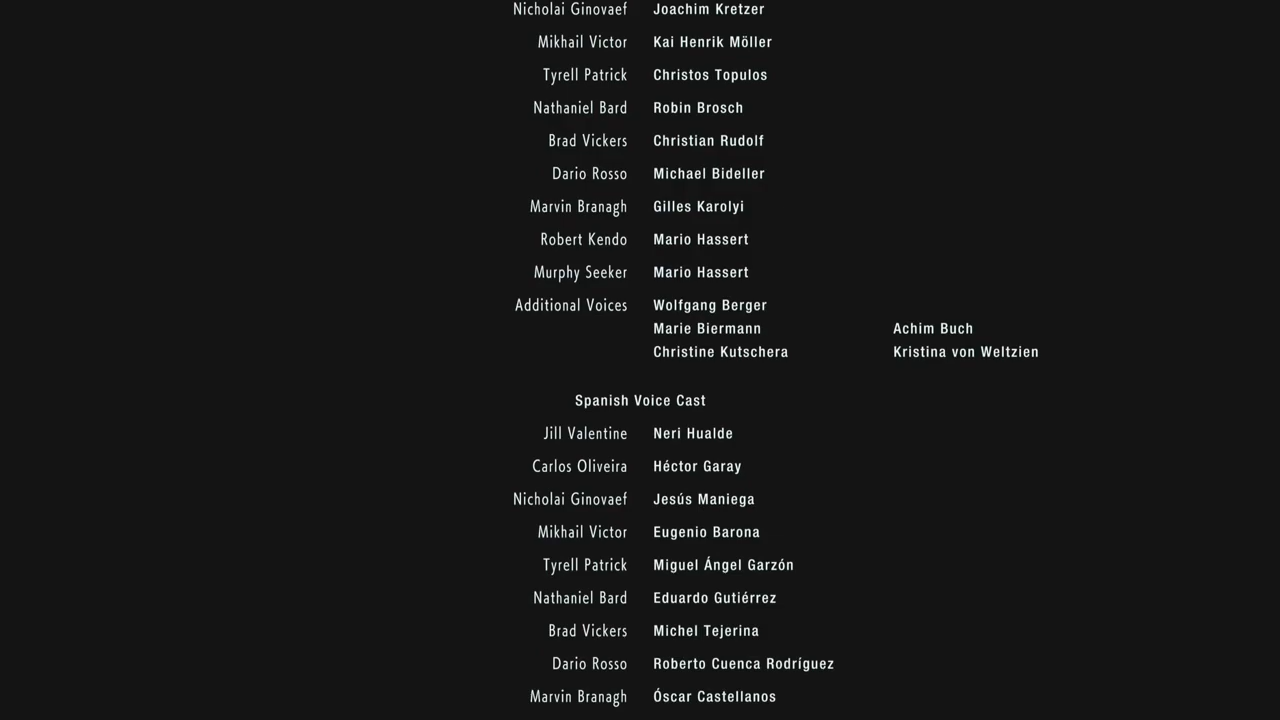 Nicholai Ginovaef Joachim Kretzer
Mikhail Victor Kai Henrik Möller
Tyrell Patrick Christos Topulos
Nathaniel Bard Robin Brosch
Brad Vickers Christian Rudolf
Dario Rosso Michael Bideller
Marvin Branagh Gilles Karolyi
Robert Kendo Mario Hassert
Murphy Seeker Mario Hassert
Additional Voices Wolfgang Berger
Marie Biermann Achim Buch
Christine Kutschera Kristina von Weltzien
Spanish Voice Cast
Jill Valentine Neri Hualde
Carlos Oliveira Héctor Garay
Nicholai Ginovaef Jesús Maniega
Mikhail Victor Eugenio Barona
Tyrell Patrick Miguel Ángel Garzón
Nathaniel Bard Eduardo Gutiérrez
Brad Vickers Michel Tejerina
Dario Rosso Roberto Cuenca Rodríguez
Marvin Branagh Óscar Castellanos